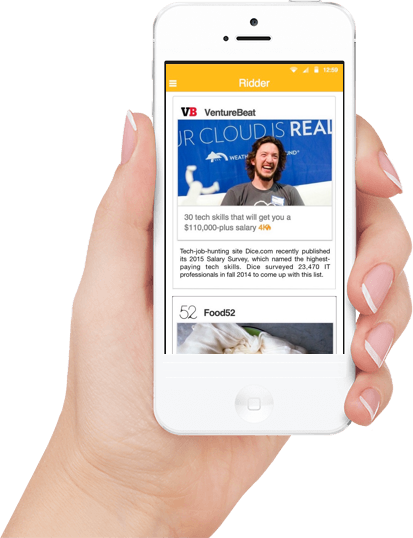 12:50
Ridder
VB VentureBeat
UR CLOUD IS REAL
30 tech skills that will get you a
$110,000-plus salary 4K
Tech-job-hunting site Dice.com recently published
its 2015 Salary Survey, which named the highest-
paying tech skills. Dice surveyed 23,470 IT
professionals in fall 2014 to come up with this list.
52 Food52